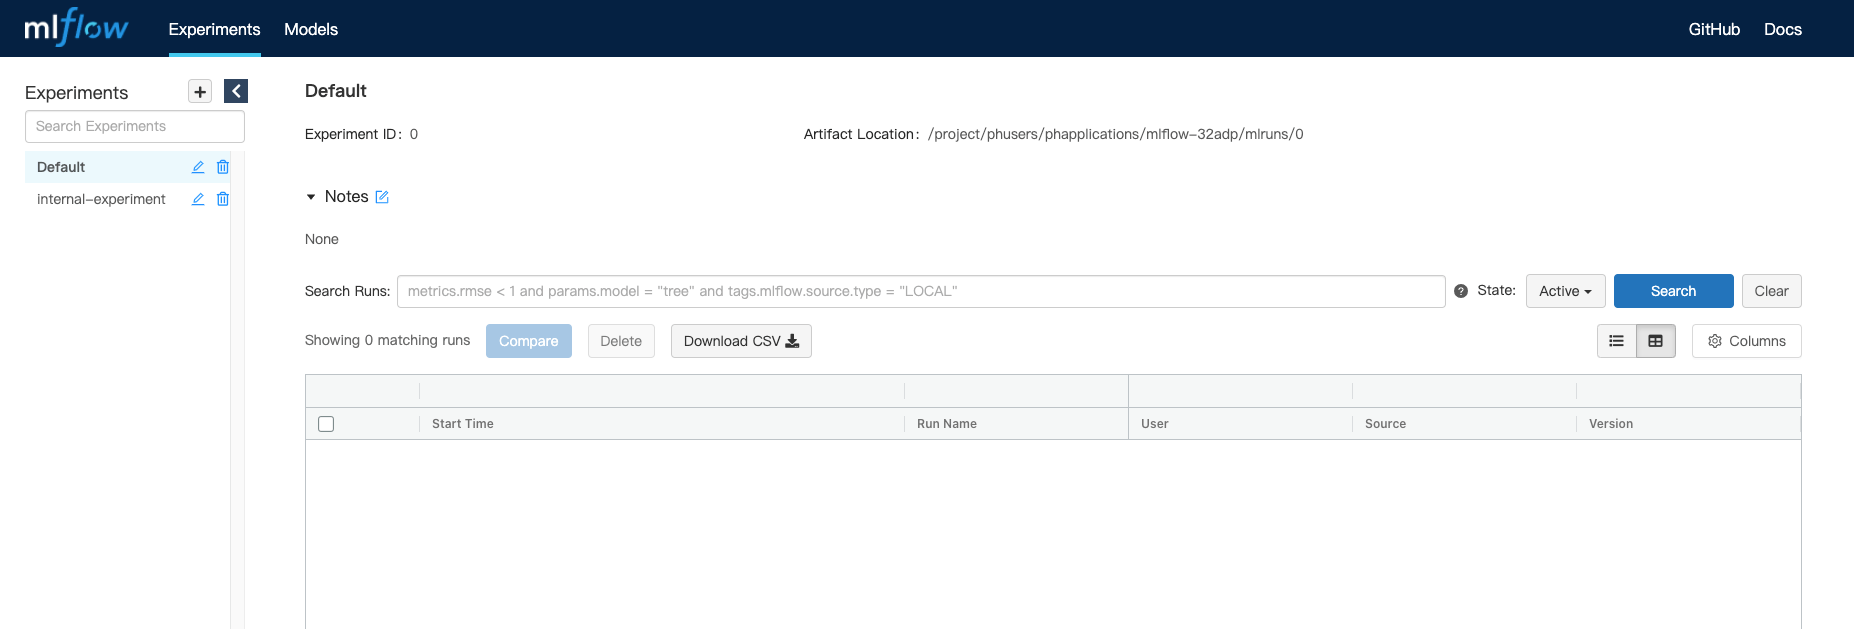 mlflow Experiments Models GitHub Docs
Experiments
Search Experiments
Default
internal-experiment
Default
Experiment ID: 0 Artifact Location: /project/phusers/phapplications/mlflow-32adp/mlruns/0
Notes
None
Search Runs: metrics.rmse < 1 and params.model = "tree" and tags.mlflow.source.type = "LOCAL" ? State: Active Search Clear
Showing 0 matching runs Compare Delete Download CSV Columns
Start Time Run Name User Source Version